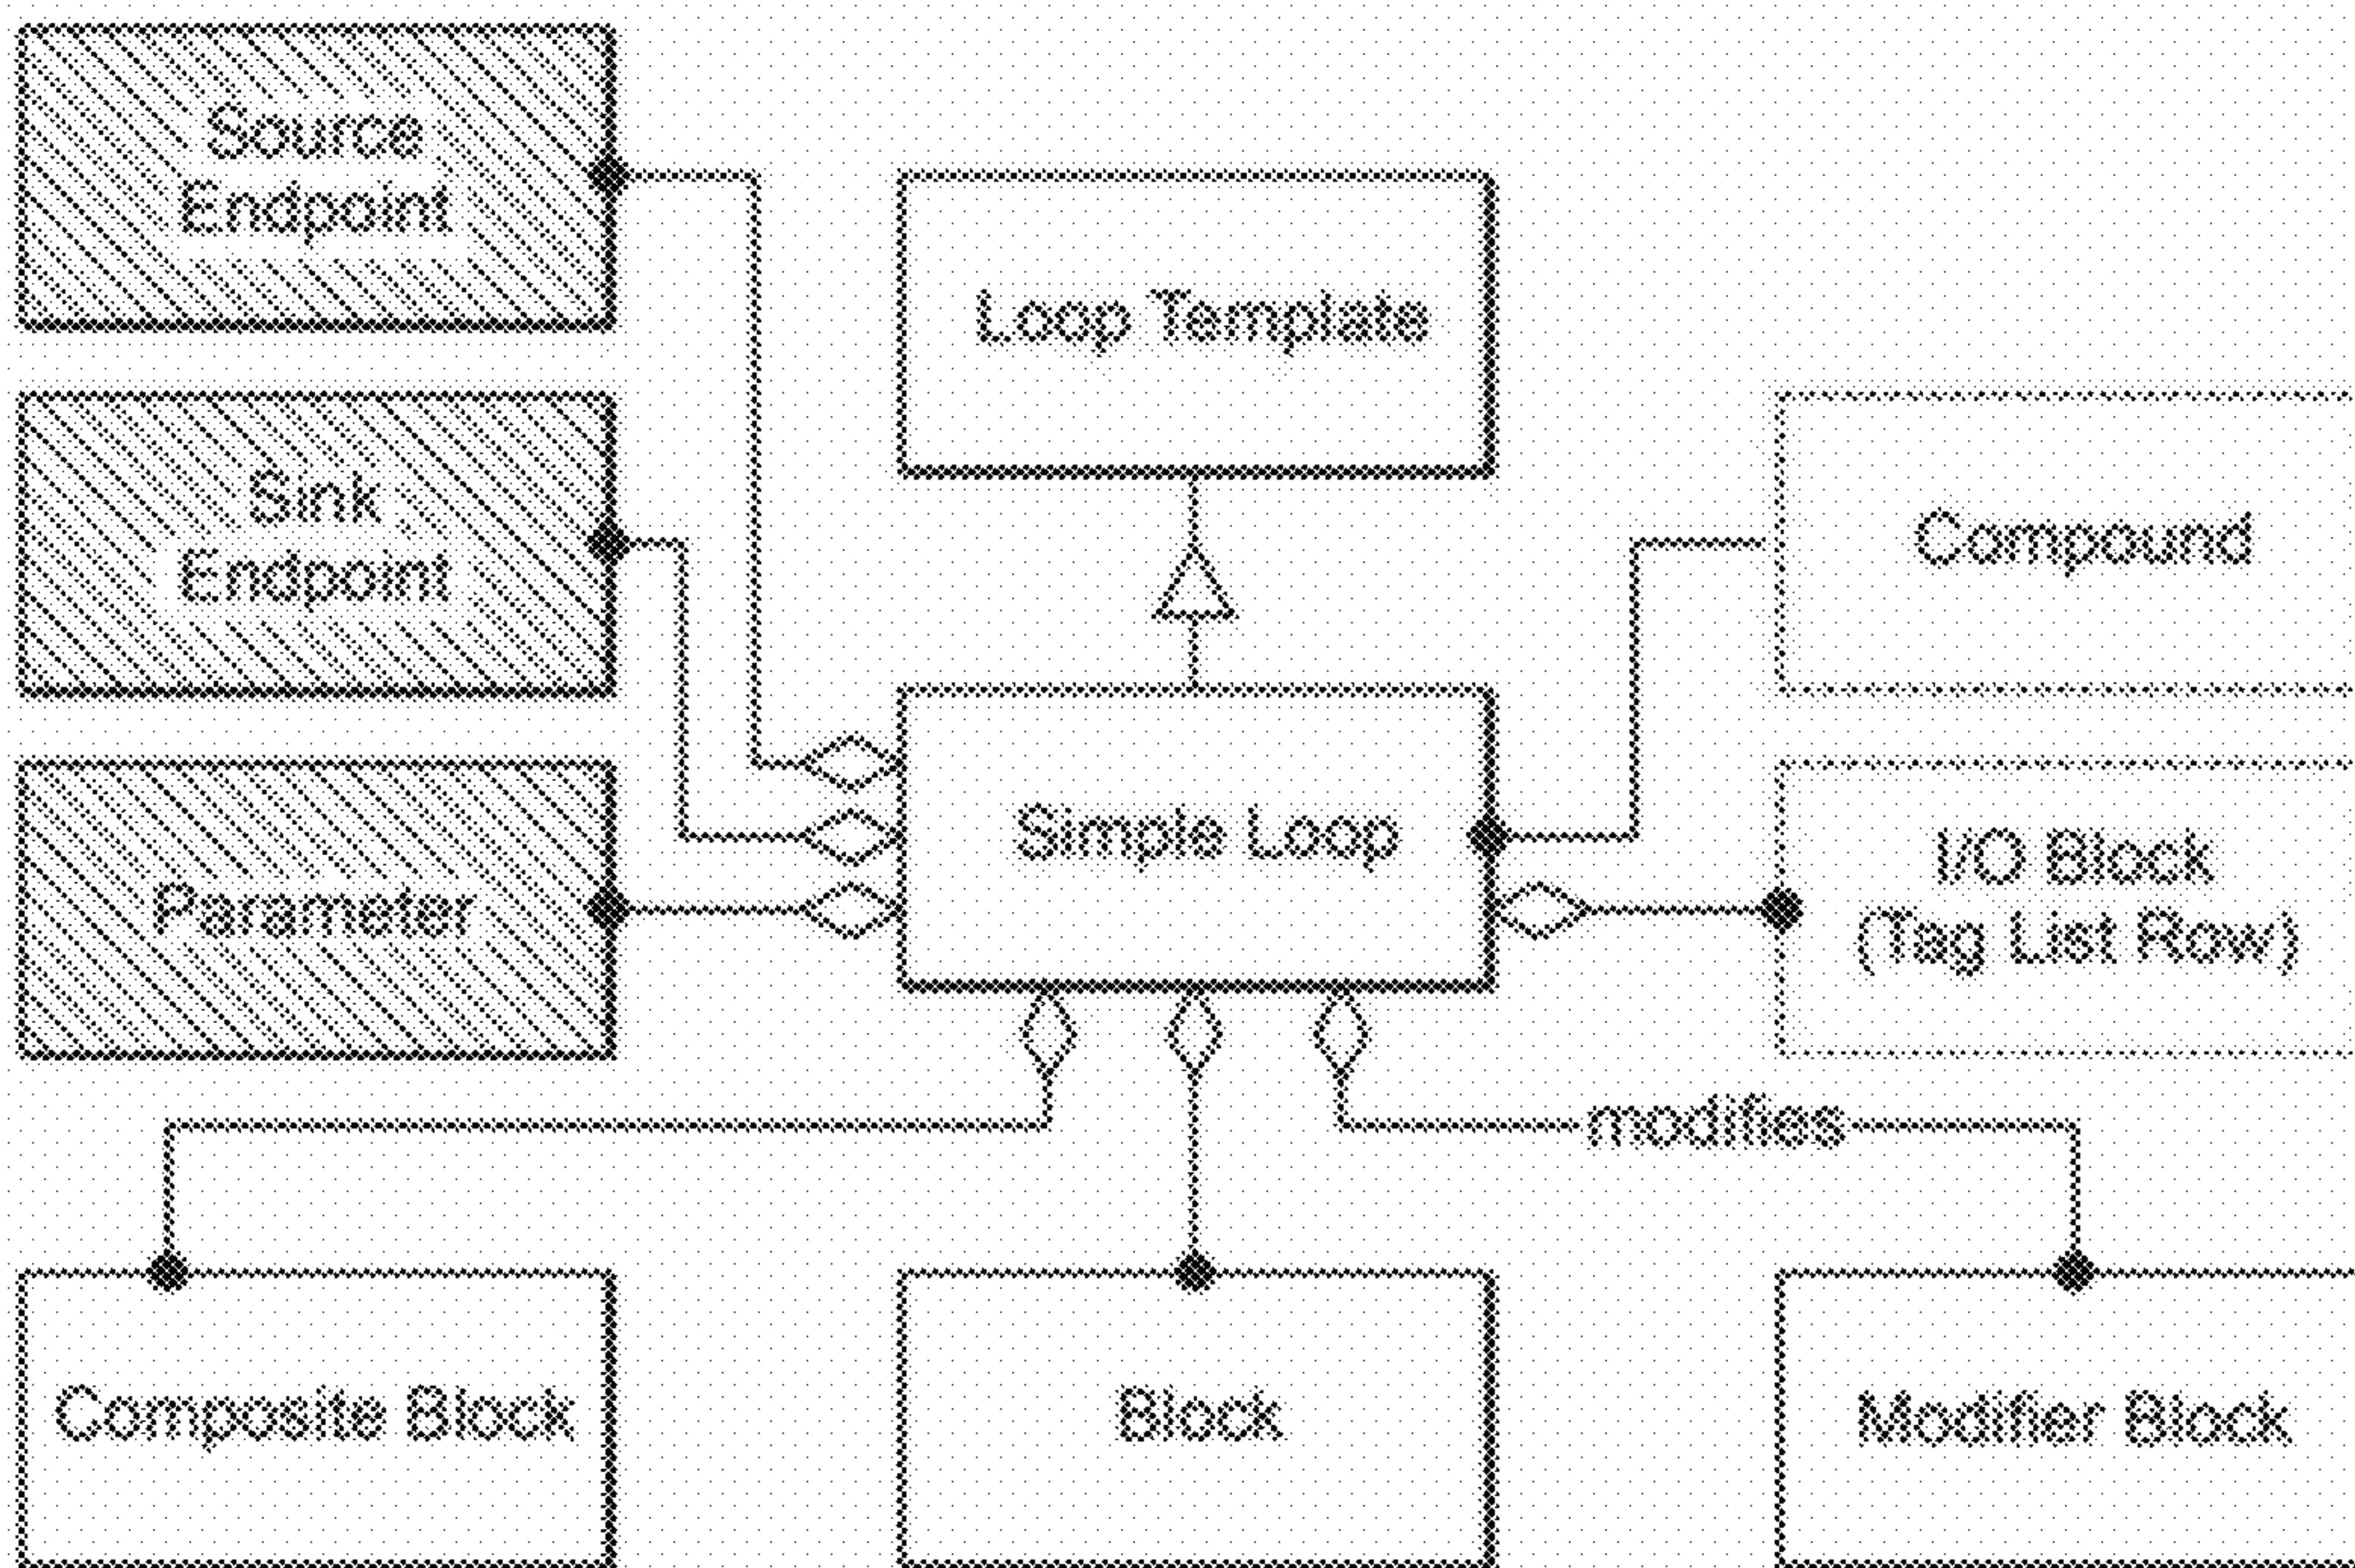 Source
Endpoint
Loop Template
Sink
Endpoint
Compound
Parameter
Simple Loop
I/O Block
(Tag List Row)
modifies
Composite Block
Block
Modifier Block